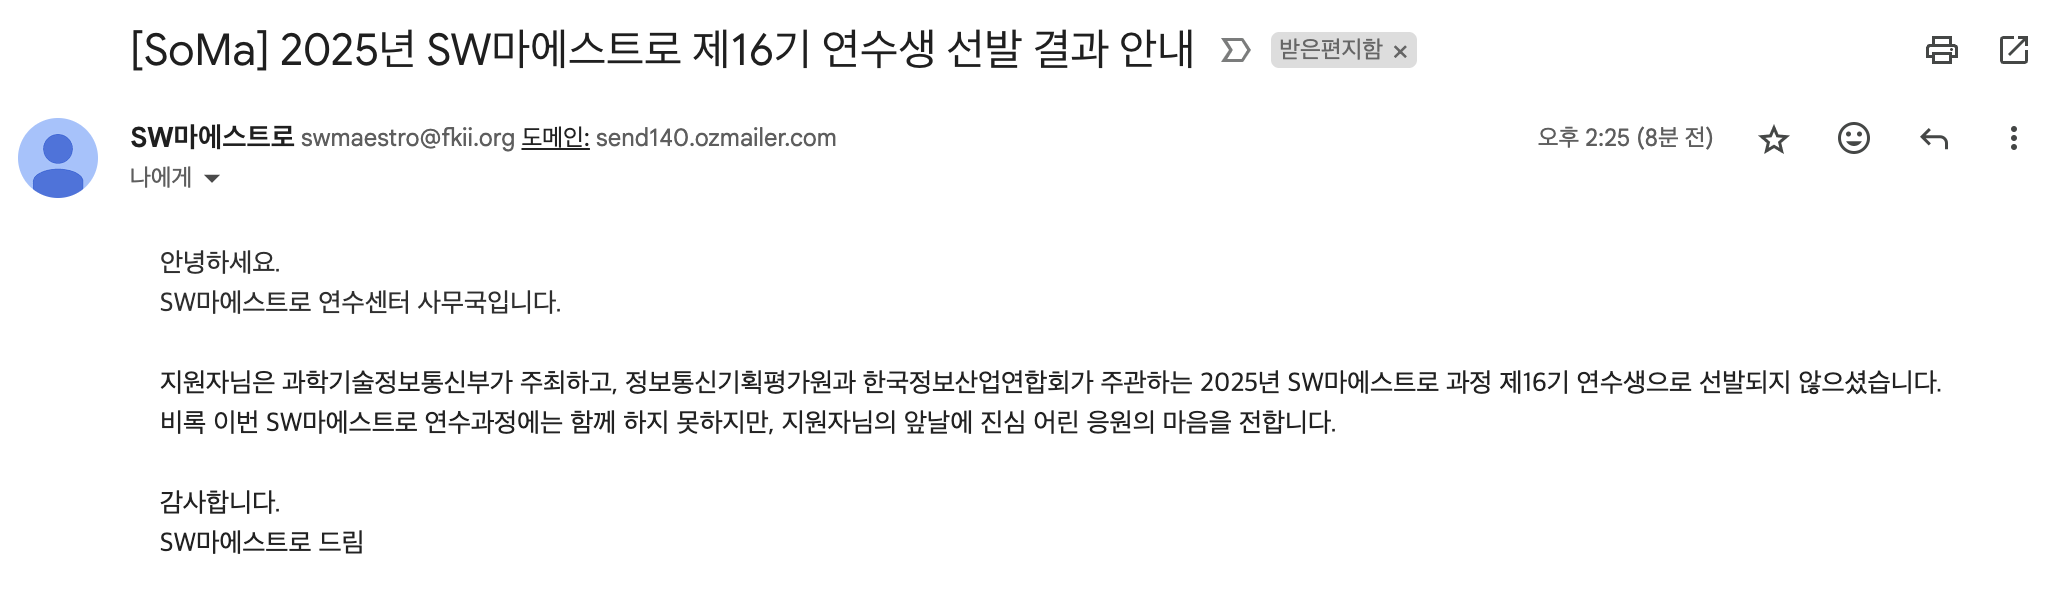 [SoMa] 2025년 SW마에스트로 제16기 연수생 선발 결과 안내 받은편지함 ×
SW마에스트로 swmaestro@fkii.org 도메인: send140.ozmailer.com 오후 2:25 (8분 전)
나에게
안녕하세요.
SW마에스트로 연수센터 사무국입니다.
지원자님은 과학기술정보통신부가 주최하고, 정보통신기획평가원과 한국정보산업연합회가 주관하는 2025년 SW마에스트로 과정 제16기 연수생으로 선발되지 않으셨습니다.
비록 이번 SW마에스트로 연수과정에는 함께 하지 못하지만, 지원자님의 앞날에 진심 어린 응원의 마음을 전합니다.
감사합니다.
SW마에스트로 드림